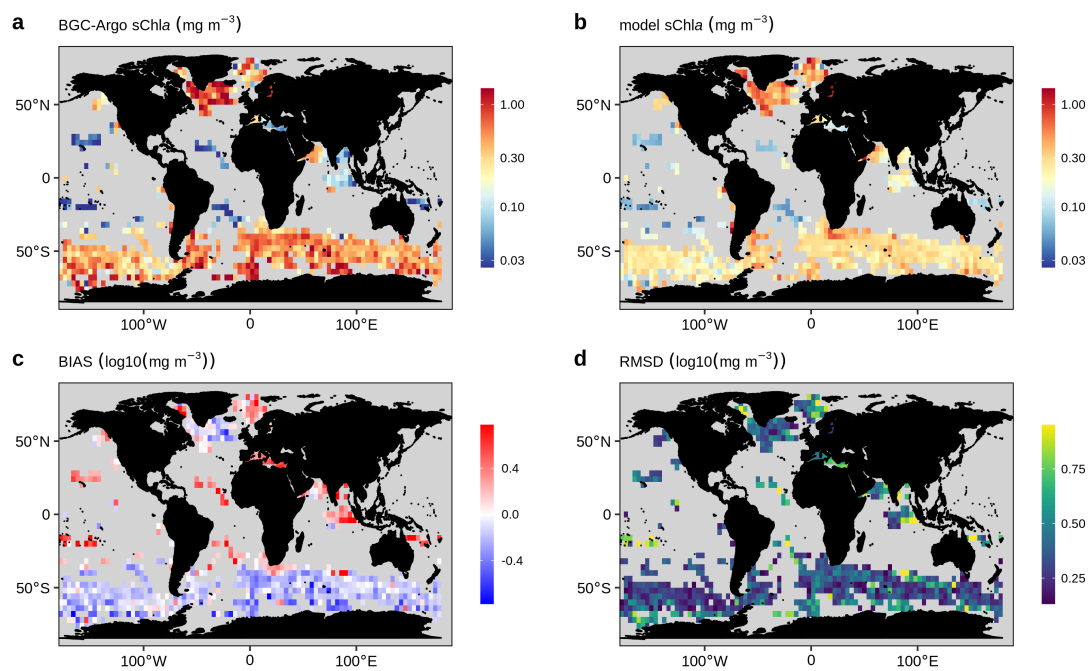 a BGC-Argo sChla (mg m⁻³)
50°N
0
50°S
100°W 0 100°E
1.00
0.30
0.10
0.03
b model sChla (mg m⁻³)
50°N
0
50°S
100°W 0 100°E
1.00
0.30
0.10
0.03
c BIAS (log10(mg m⁻³))
50°N
0
50°S
100°W 0 100°E
0.4
0.0
-0.4
d RMSD (log10(mg m⁻³))
50°N
0
50°S
100°W 0 100°E
0.75
0.50
0.25